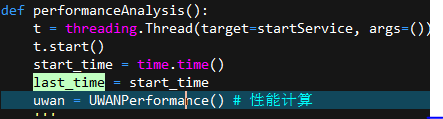 def performanceAnalysis():
    t = threading.Thread(target=startService, args=())
    t.start()
    start_time = time.time()
    last_time = start_time
    uwan = UWANPerformance() # 性能计算
    '''